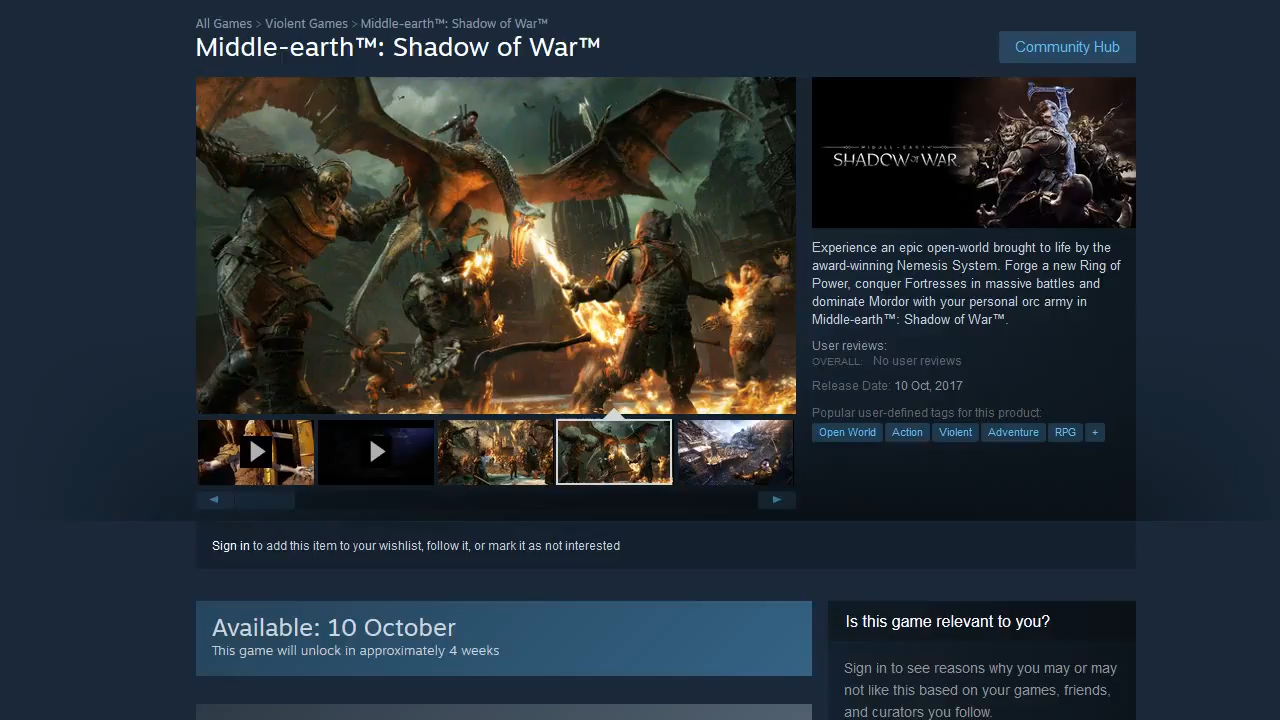 All Games > Violent Games > Middle-earth™: Shadow of War™
Middle-earth™: Shadow of War™
Community Hub
MIDDLE-EARTH
SHADOW OF WAR
Experience an epic open-world brought to life by the
award-winning Nemesis System. Forge a new Ring of
Power, conquer Fortresses in massive battles and
dominate Mordor with your personal orc army in
Middle-earth™: Shadow of War™.
User reviews:
OVERALL: No user reviews
Release Date: 10 Oct, 2017
Popular user-defined tags for this product:
Open World Action Violent Adventure RPG +
Sign in to add this item to your wishlist, follow it, or mark it as not interested
Available: 10 October
This game will unlock in approximately 4 weeks
Is this game relevant to you?
Sign in to see reasons why you may or may
not like this based on your games, friends,
and curators you follow.